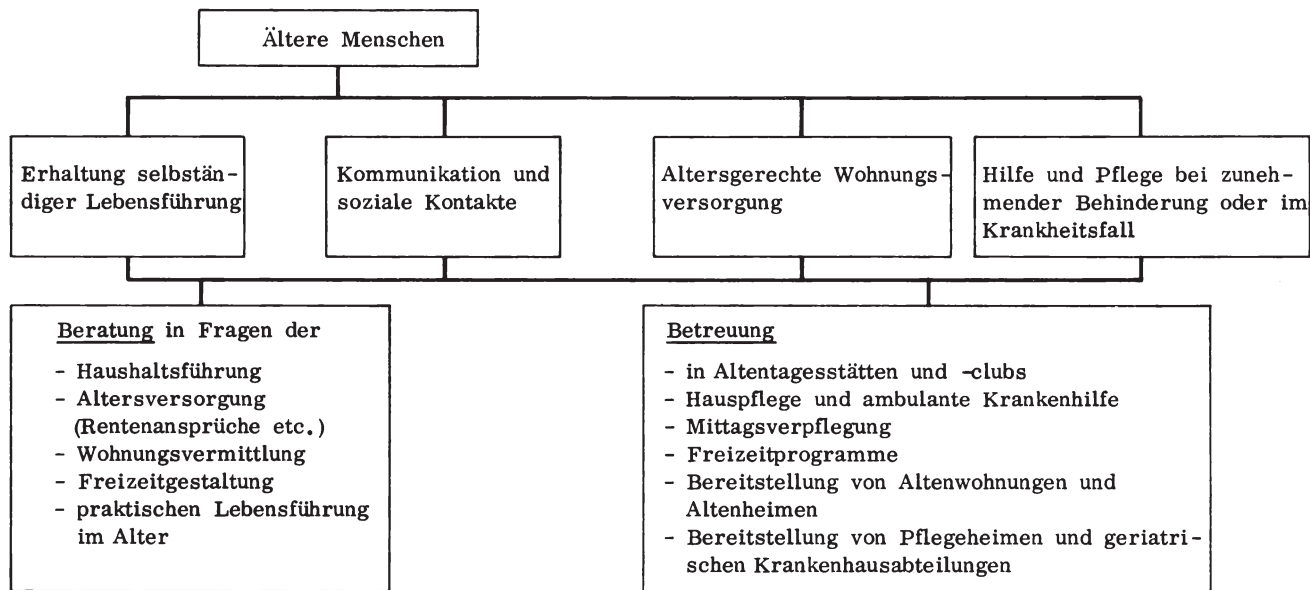 Ältere Menschen
Erhaltung selbstän-
diger Lebensführung
Kommunikation und
soziale Kontakte
Altersgerechte Wohnungs-
versorgung
Hilfe und Pflege bei zuneh-
mender Behinderung oder im
Krankheitsfall
Beratung in Fragen der
- Haushaltsführung
- Altersversorgung
(Rentenansprüche etc.)
- Wohnungsvermittlung
- Freizeitgestaltung
- praktischen Lebensführung
im Alter
Betreuung
- in Altentagesstätten und -clubs
- Hauspflege und ambulante Krankenhilfe
- Mittagsverpflegung
- Freizeitprogramme
- Bereitstellung von Altenwohnungen und
Altenheimen
- Bereitstellung von Pflegeheimen und geriatri-
schen Krankenhausabteilungen